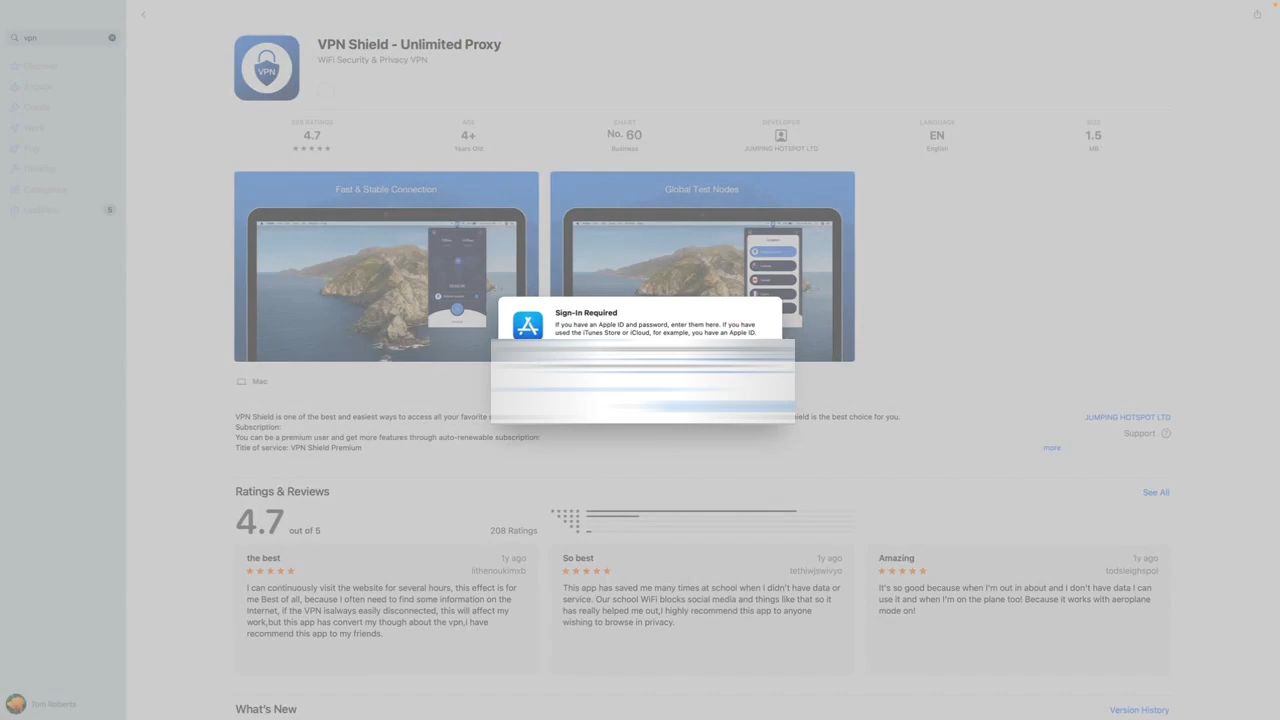 vpn
VPN Shield - Unlimited Proxy
WiFi Security & Privacy VPN
VPN
208 RATINGS
4.7
AGE
4+
Years Old
CHART
No. 60
Business
DEVELOPER
JUMPING HOTSPOT LTD
LANGUAGE
EN
English
SIZE
1.5
MB
Fast & Stable Connection
Global Test Nodes
5
Sign-In Required
If you have an Apple ID and password, enter them here. If you have
used the iTunes Store or iCloud, for example, you have an Apple ID.
Mac
VPN Shield is one of the best and easiest ways to access all your favorite
ield is the best choice for you.
Subscription:
You can be a premium user and get more features through auto-renewable subscription:
Title of service: VPN Shield Premium
more
JUMPING HOTSPOT LTD
Support
Ratings & Reviews
See All
4.7 out of 5
208 Ratings
the best
1y ago
lithenoukimxb
I can continuously visit the website for several hours, this effect is for
me Best of all, because I often need to find some information on the
Internet, if the VPN isalways easily disconnected, this will affect my
work,but this app has convert my though about the vpn,i have
recommend this app to my friends.
So best
1y ago
tethiwjswivyo
This app has saved me many times at school when I didn't have data or
service. Our school WiFi blocks social media and things like that so it
has really helped me out,I highly recommend this app to anyone
wishing to browse in privacy.
Amazing
1y ago
todsleighspol
It's so good because when I'm out in about and i don't have data I can
use it and when I'm on the plane too! Because it works with aeroplane
mode on!
What's New
Version History
Tom Roberts